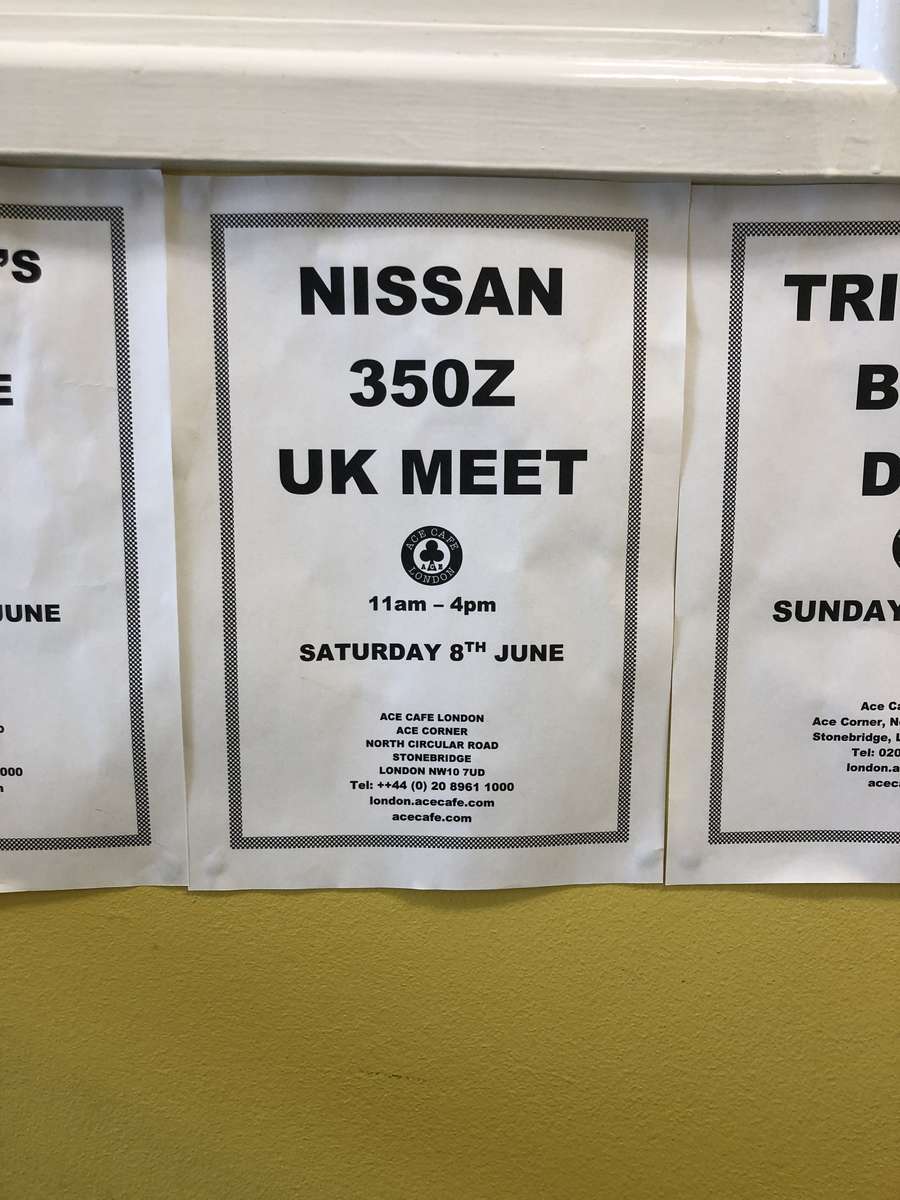 'S
E
JUNE
000
NISSAN
350Z
UK MEET
ACE CAFE
ACE
LONDON
11am – 4pm
SATURDAY 8TH JUNE
ACE CAFE LONDON
ACE CORNER
NORTH CIRCULAR ROAD
STONEBRIDGE
LONDON NW10 7UD
Tel: ++44 (0) 20 8961 1000
london.acecafe.com
acecafe.com
TRI
B
D
SUNDAY
Ace Ca
Ace Corner, N
Stonebridge, L
Tel: 020
london.a
acec